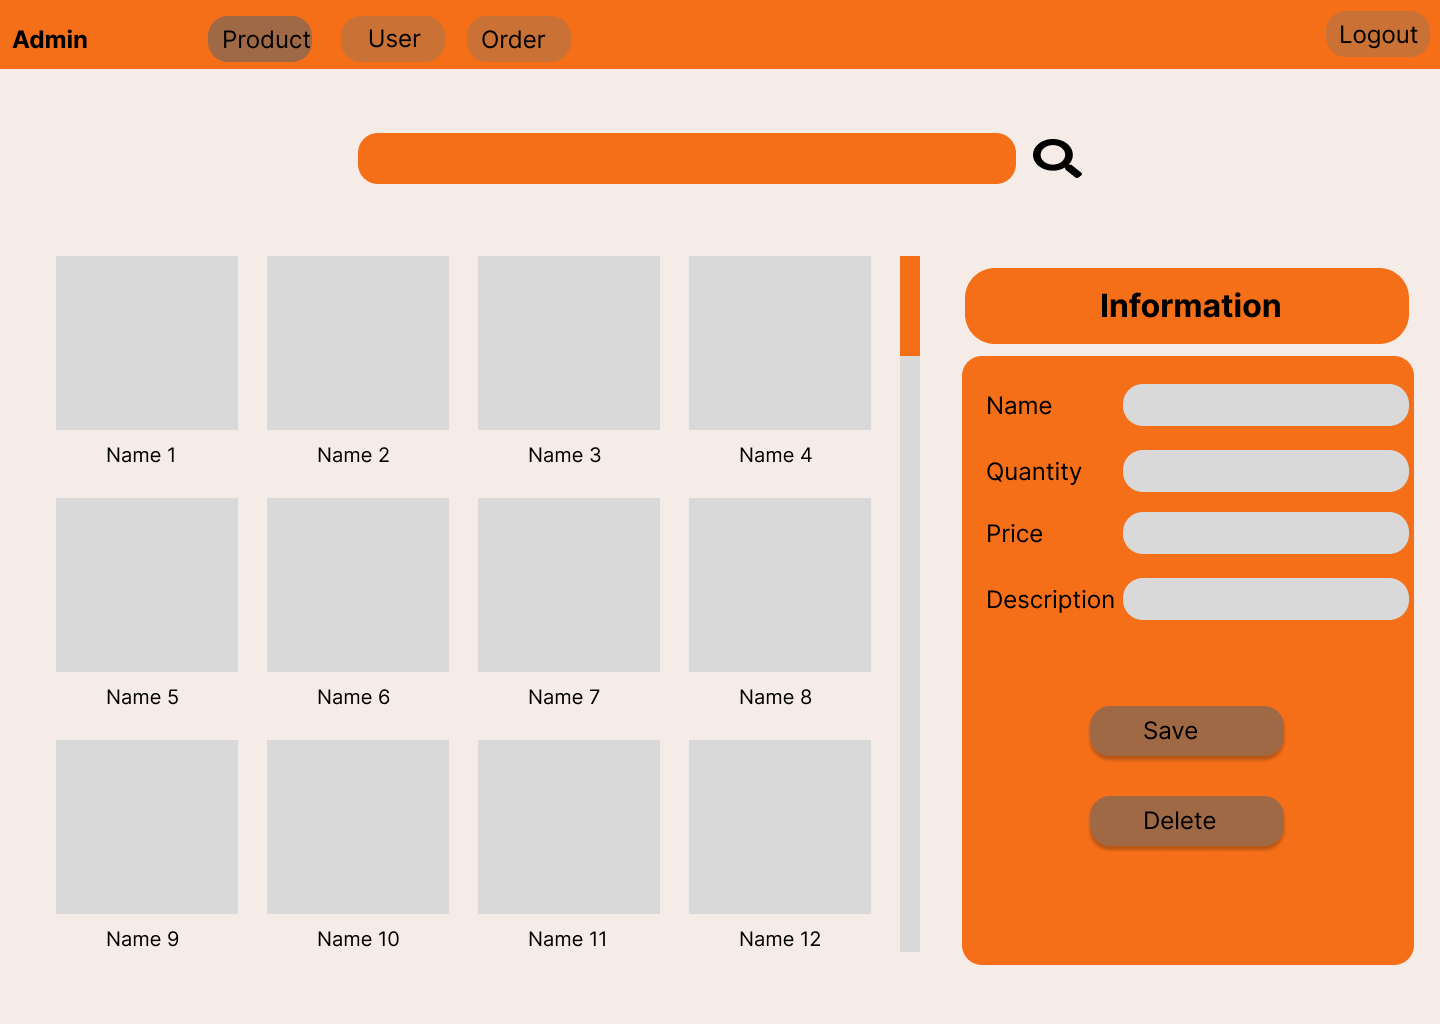 Admin
Product
User
Order
Logout
Name 1
Name 2
Name 3
Name 4
Name 5
Name 6
Name 7
Name 8
Name 9
Name 10
Name 11
Name 12
Information
Name
Quantity
Price
Description
Save
Delete